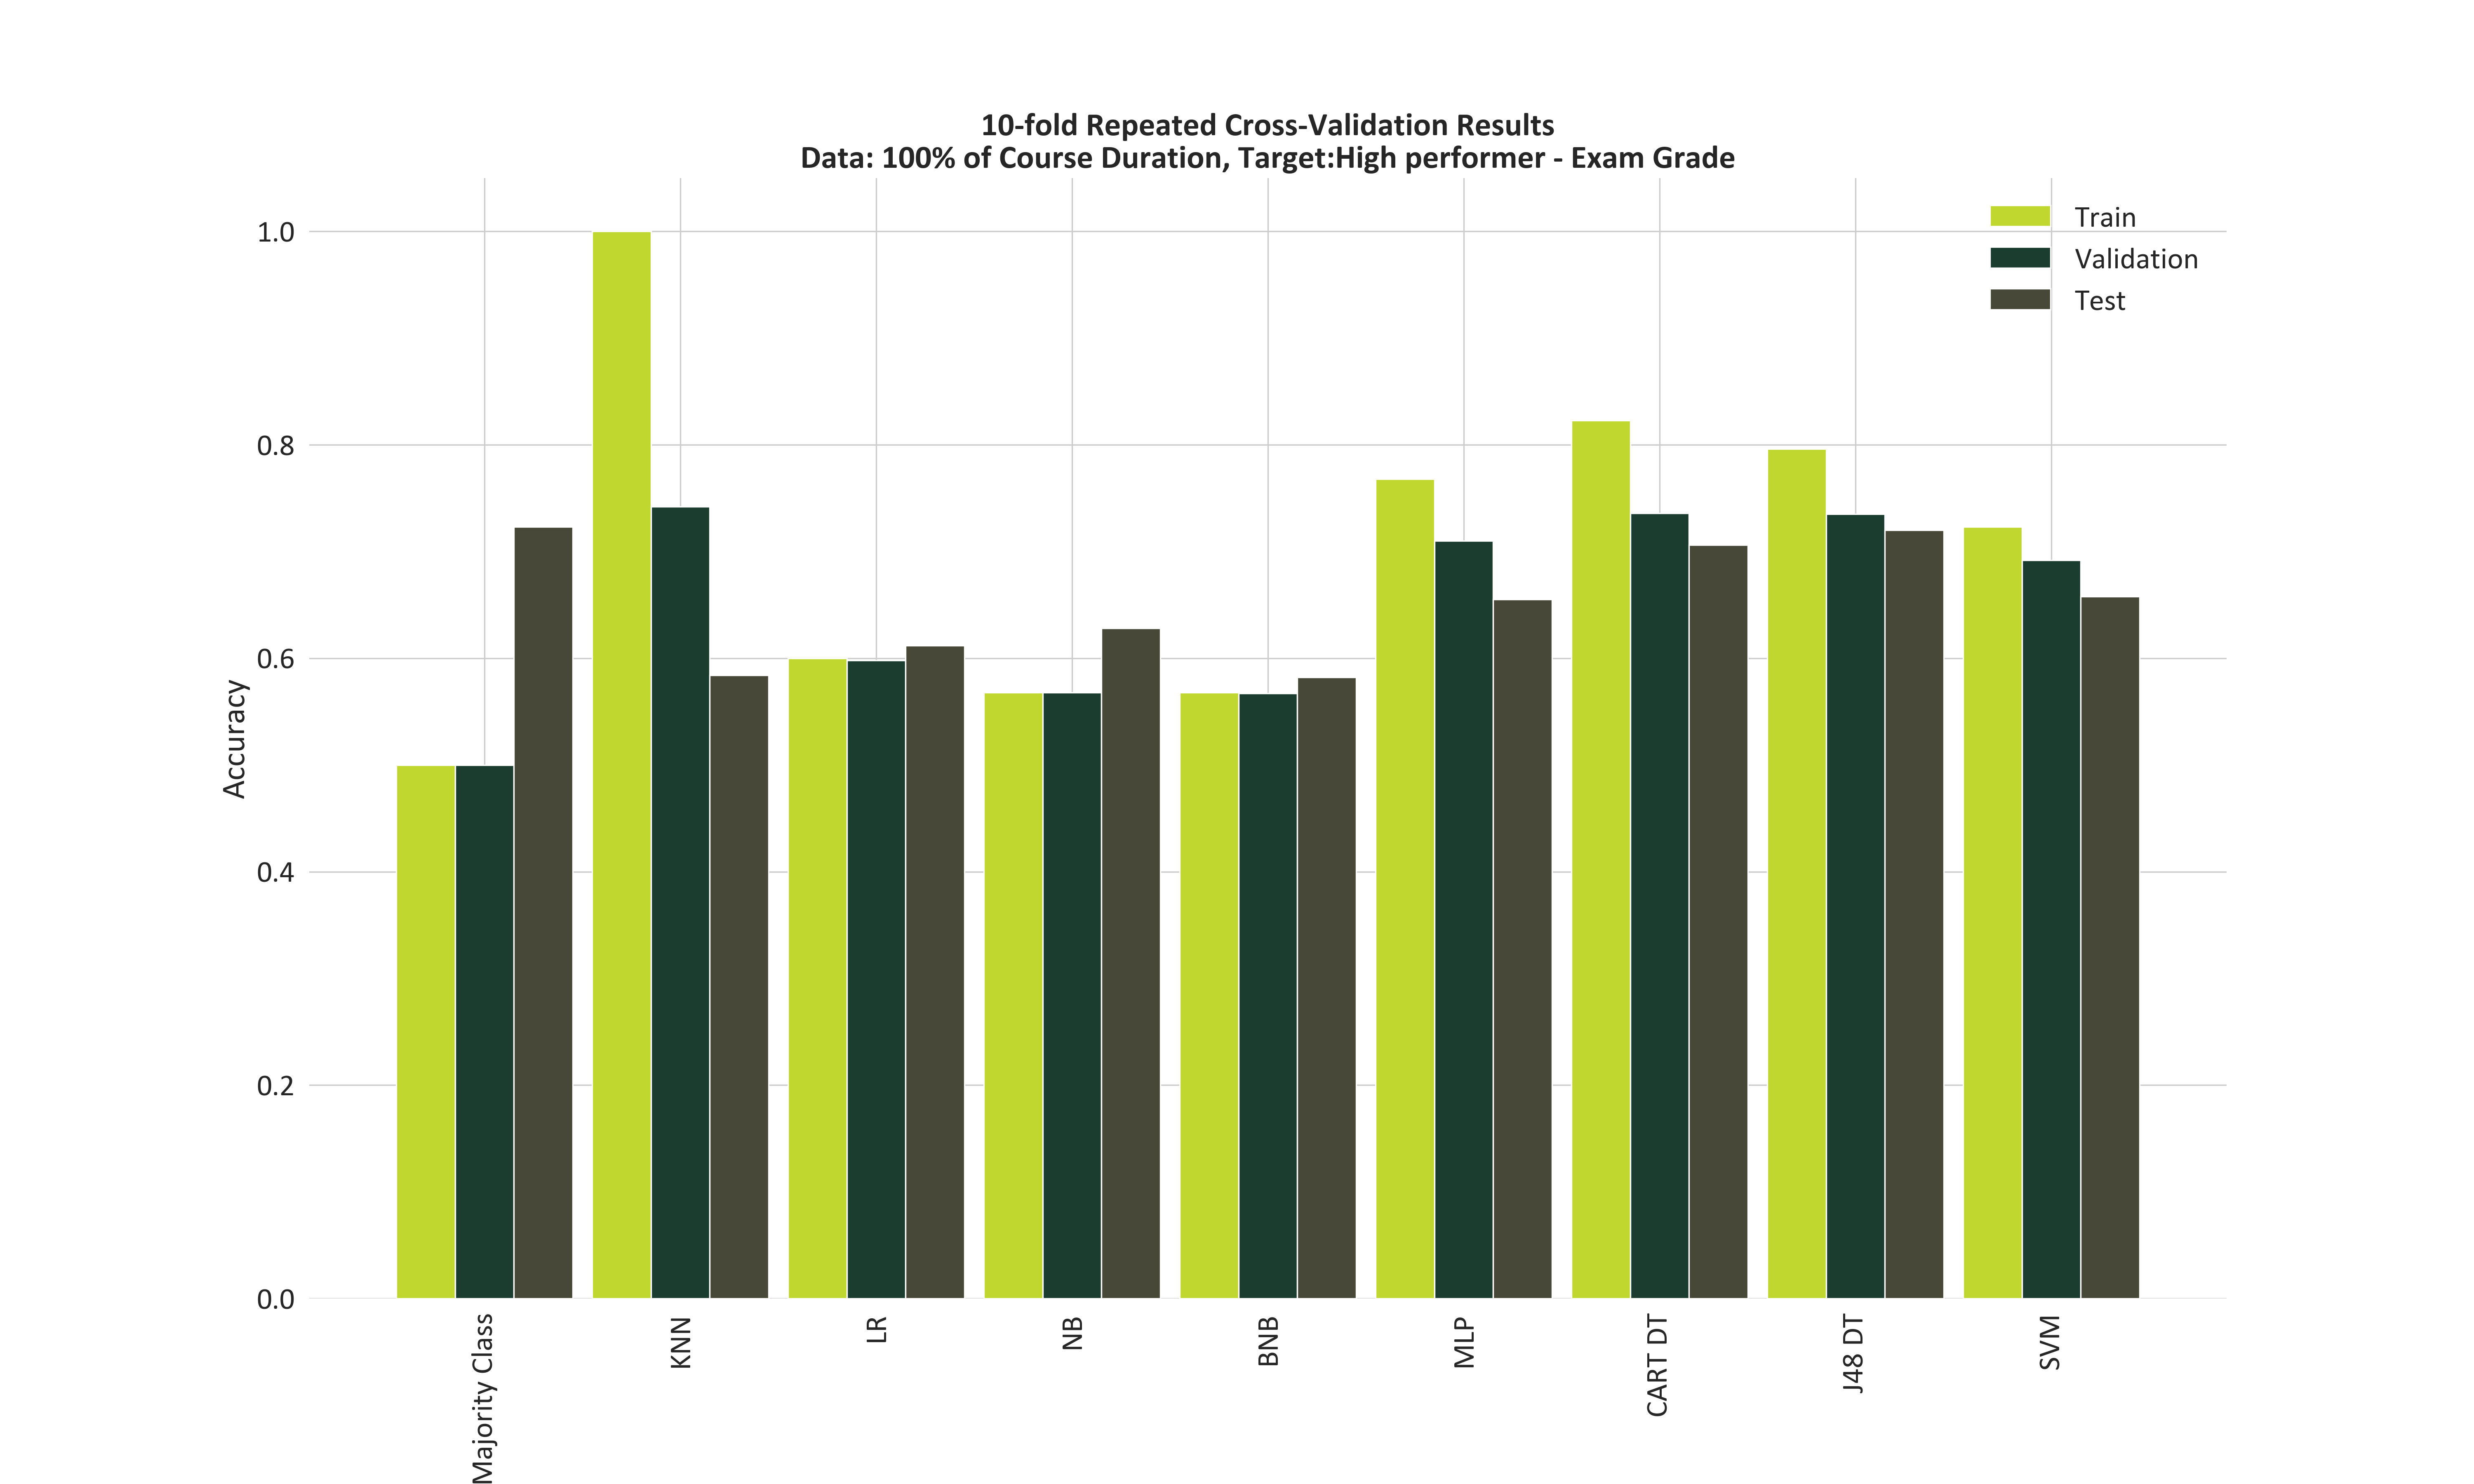 10-fold Repeated Cross-Validation Results
Data: 100% of Course Duration, Target:High performer - Exam Grade
Train
Validation
Test
Accuracy
1.0
0.8
0.6
0.4
0.2
0.0
Majority Class
KNN
LR
NB
BNB
MLP
CART DT
J48 DT
SVM